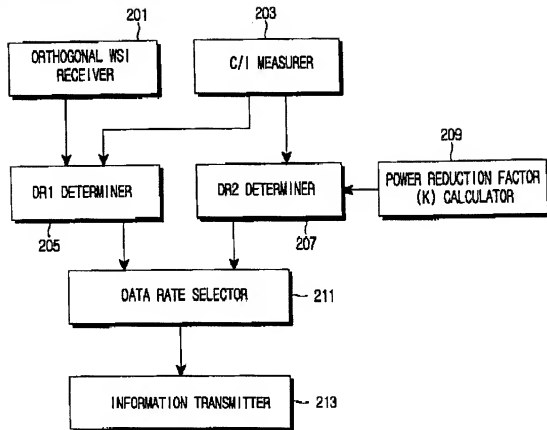 201
203
ORTHOGONAL WSI
RECEIVER
C/I MEASURER
209
DR1 DETERMINER
DR2 DETERMINER
POWER REDUCTION FACTOR
(K) CALCULATOR
205
207
DATA RATE SELECTOR
211
INFORMATION TRANSMITTER
213